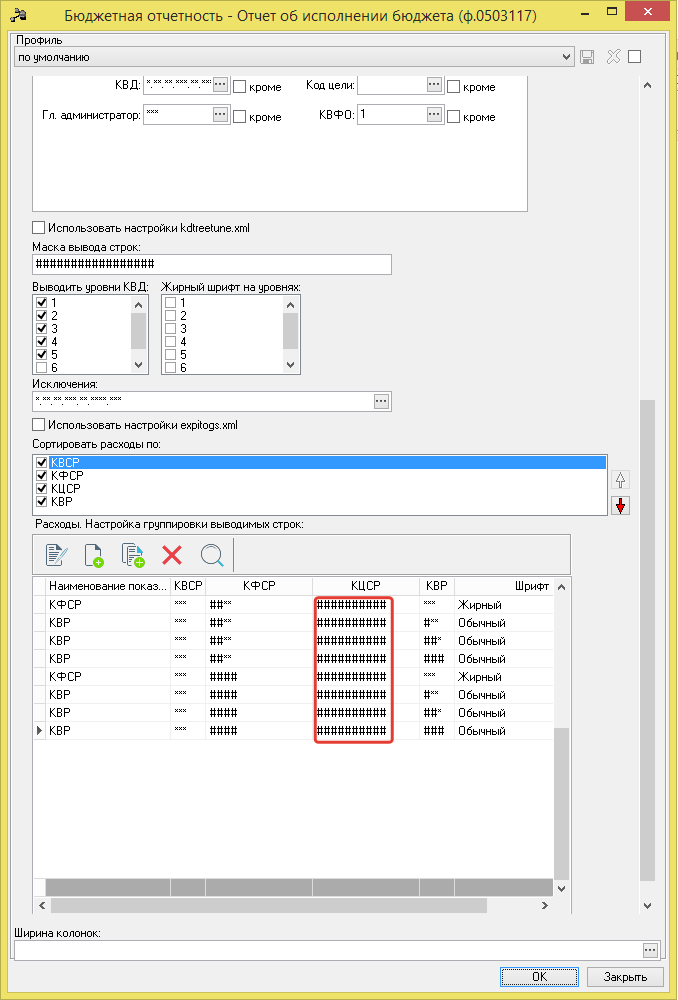 Бюджетная отчетность - Отчет об исполнении бюджета (ф.0503117)
Профиль
по умолчанию
КВД: *.**.**.***.**.** ... кроме Код цели: ... кроме
Гл. администратор: *** ... кроме КВФО: 1 ... кроме
Использовать настройки kdtreetune.xml
Маска вывода строк:
#################
Выводить уровни КВД: Жирный шрифт на уровнях:
1 1
2 2
3 3
4 4
5 5
6 6
Исключения:
*.**.**.***.**.****.*** ...
Использовать настройки expitogs.xml
Сортировать расходы по:
КВСР
КФСР
КЦСР
КВР
Расходы. Настройка группировки выводимых строк:
Наименование показ... КВСР КФСР КЦСР КВР Шрифт
КФСР *** ##** ########## *** Жирный
КВР *** ##** ########## #** Обычный
КВР *** ##** ########## ##* Обычный
КВР *** ##** ########## ### Обычный
КФСР *** #### ########## *** Жирный
КВР *** #### ########## #** Обычный
КВР *** #### ########## ##* Обычный
КВР *** #### ########## ### Обычный
Ширина колонок:
...
ОК Закрыть